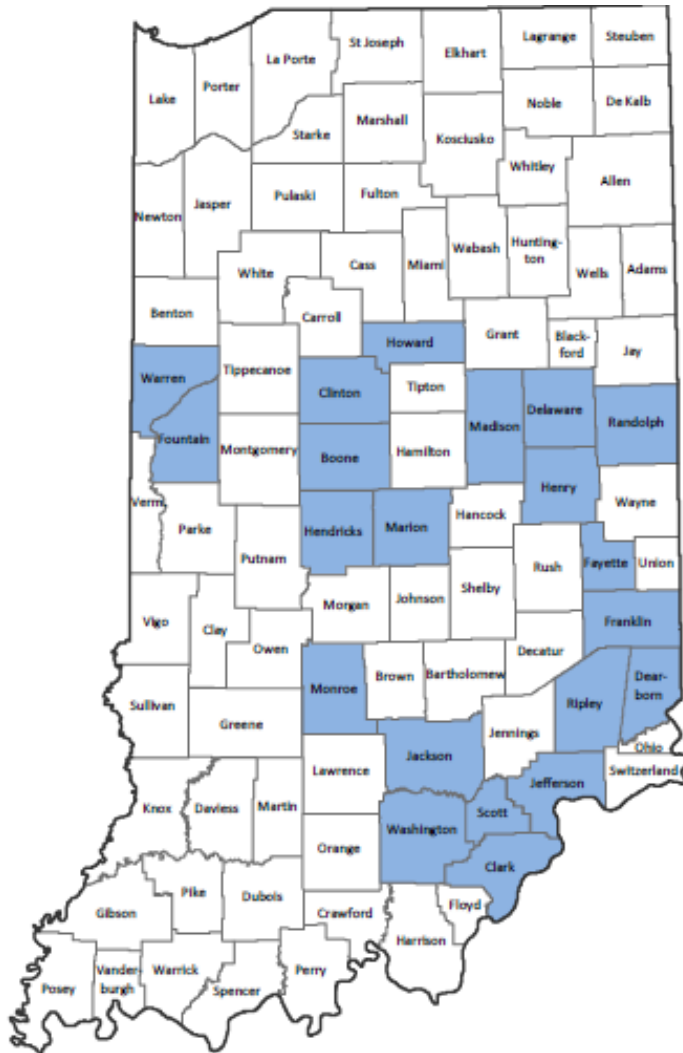 St Joseph
Lagrange
Steuben
Elkhart
La Porte
Porter
Lake
Noble
De Kalb
Marshall
Starke
Kosciusko
Whitley
Allen
Pulaski
Fulton
Jasper
Newton
Wabash
Hunting-
ton
Miami
Cass
White
Wells
Adams
Benton
Carroll
Grant
Black-
ford
Jay
Howard
Tippecanoe
Warren
Clinton
Tipton
Delaware
Madison
Randolph
Fountain
Montgomery
Boone
Hamilton
Henry
Verm
Wayne
Parke
Hendricks
Marion
Hancock
Putnam
Fayette
Union
Rush
Shelby
Morgan
Johnson
Vigo
Clay
Franklin
Owen
Decatur
Brown
Bartholomew
Dear-
born
Monroe
Ripley
Sullivan
Greene
Jennings
Ohio
Jackson
Switzerland
Lawrence
Jefferson
Knox
Daviess
Martin
Scott
Washington
Orange
Clark
Pike
Dubois
Floyd
Gibson
Crawford
Harrison
Vander
burgh
Warrick
Perry
Posey
Spencer